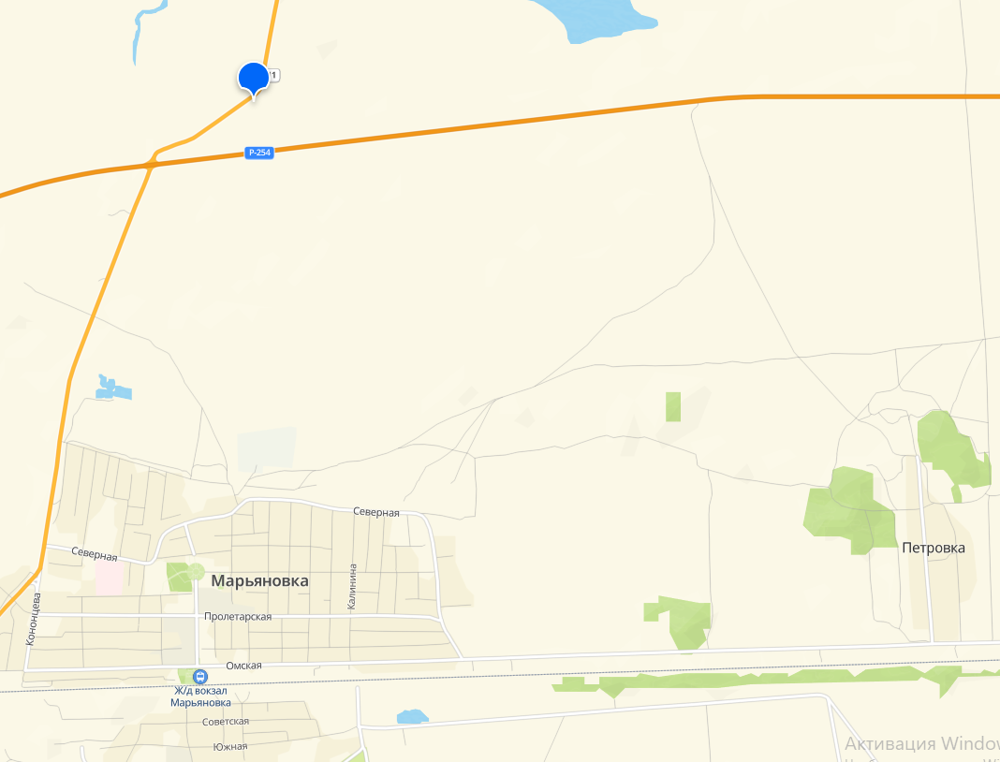 P-254
Северная
Северная
Петровка
Марьяновка
Калинина
Кононцева
Пролетарская
Омская
Ж/д вокзал
Марьяновка
Советская
Южная
Активация Window